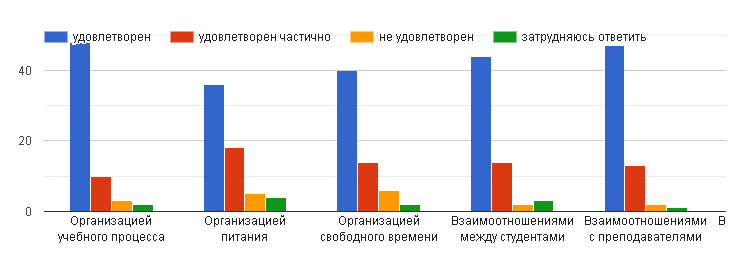 удовлетворен удовлетворен частично не удовлетворен затрудняюсь ответить
40
20
0
Организацией Организацией Организацией Взаимоотношениями Взаимоотношениями В
учебного процесса питания свободного времени между студентами с преподавателями